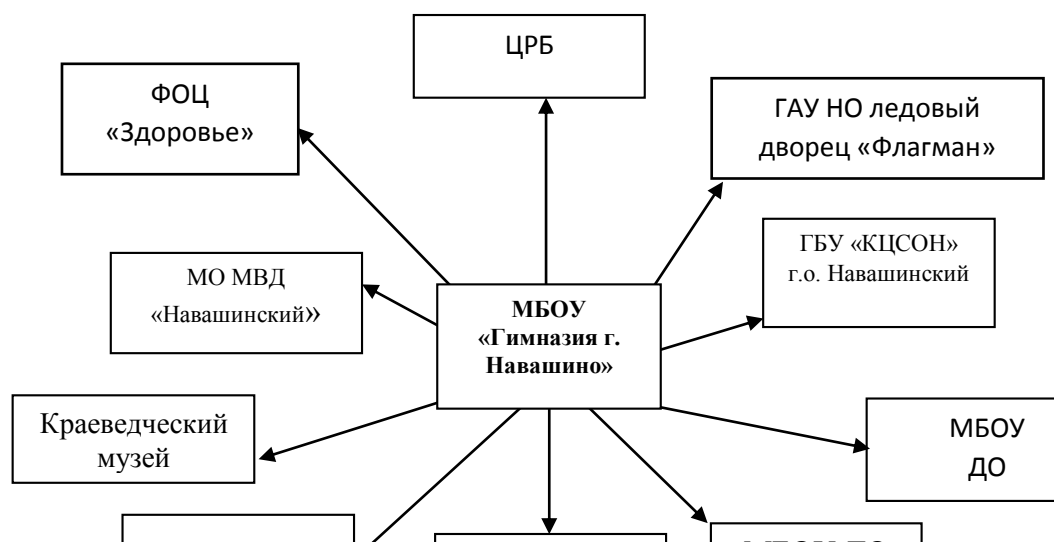 ЦРБ
ФОЦ
«Здоровье»
ГАУ НО ледовый
дворец «Флагман»
ГБУ «КЦСОН»
г.о. Навашинский
МО МВД
«Навашинский»
МБОУ
«Гимназия г.
Навашино»
Краеведческий
музей
МБОУ
ДО